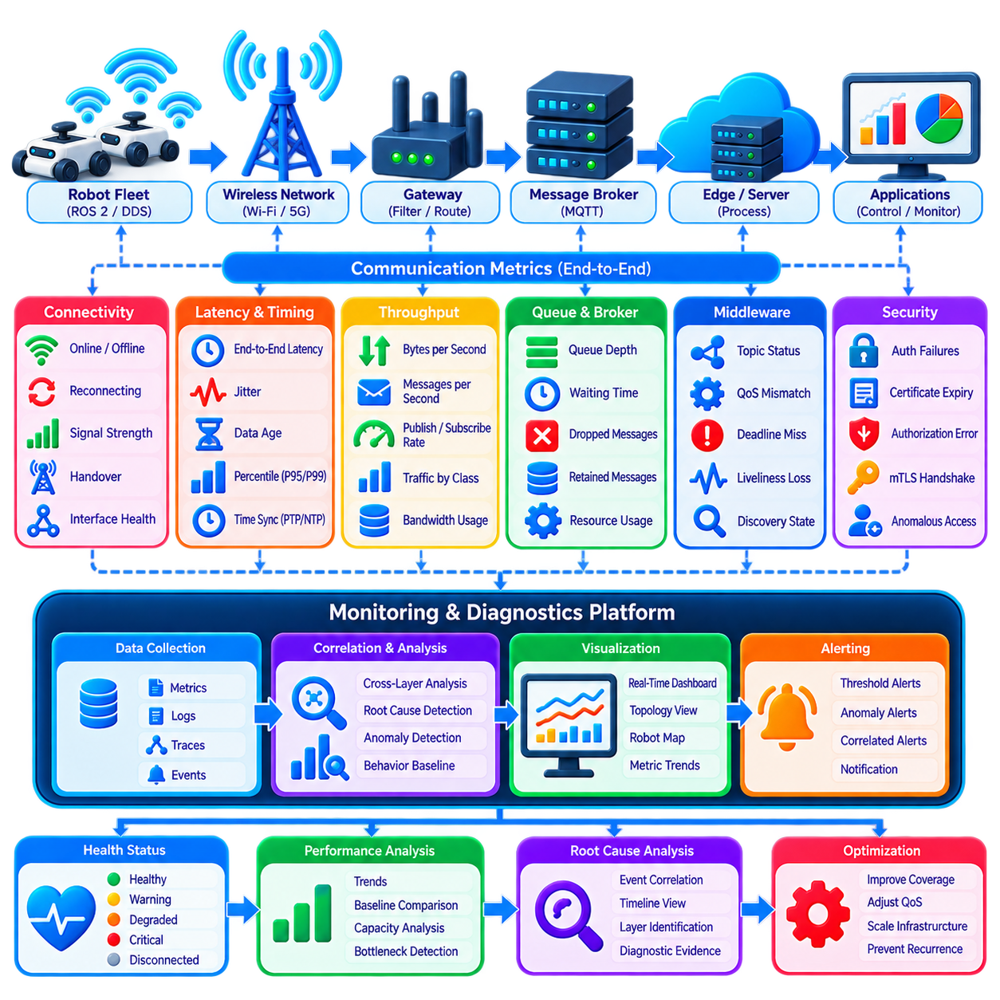 Robot Fleet
(ROS 2 / DDS)
Wireless Network
(Wi-Fi / 5G)
Gateway
(Filter / Route)
Message Broker
(MQTT)
Edge / Server
(Process)
Applications
(Control / Monitor)
Communication Metrics (End-to-End)
Connectivity
Online / Offline
Reconnecting
Signal Strength
Handover
Interface Health
Latency & Timing
End-to-End Latency
Jitter
Data Age
Percentile (P95/P99)
Time Sync (PTP/NTP)
Throughput
Bytes per Second
Messages per
Second
Publish / Subscribe
Rate
Traffic by Class
Bandwidth Usage
Queue & Broker
Queue Depth
Waiting Time
Dropped Messages
Retained Messages
Resource Usage
Middleware
Topic Status
QoS Mismatch
Deadline Miss
Liveliness Loss
Discovery State
Security
Auth Failures
Certificate Expiry
Authorization Error
mTLS Handshake
Anomalous Access
Monitoring & Diagnostics Platform
Data Collection
Metrics
Logs
Traces
Events
Correlation & Analysis
Cross-Layer Analysis
Root Cause Detection
Anomaly Detection
Behavior Baseline
Visualization
Real-Time Dashboard
Topology View
Robot Map
Metric Trends
Alerting
Threshold Alerts
Anomaly Alerts
Correlated Alerts
Notification
Health Status
Healthy
Warning
Degraded
Critical
Disconnected
Performance Analysis
Trends
Baseline Comparison
Capacity Analysis
Bottleneck Detection
Root Cause Analysis
Event Correlation
Timeline View
Layer Identification
Diagnostic Evidence
Optimization
Improve Coverage
Adjust QoS
Scale Infrastrurcture
Prevent Recurrence